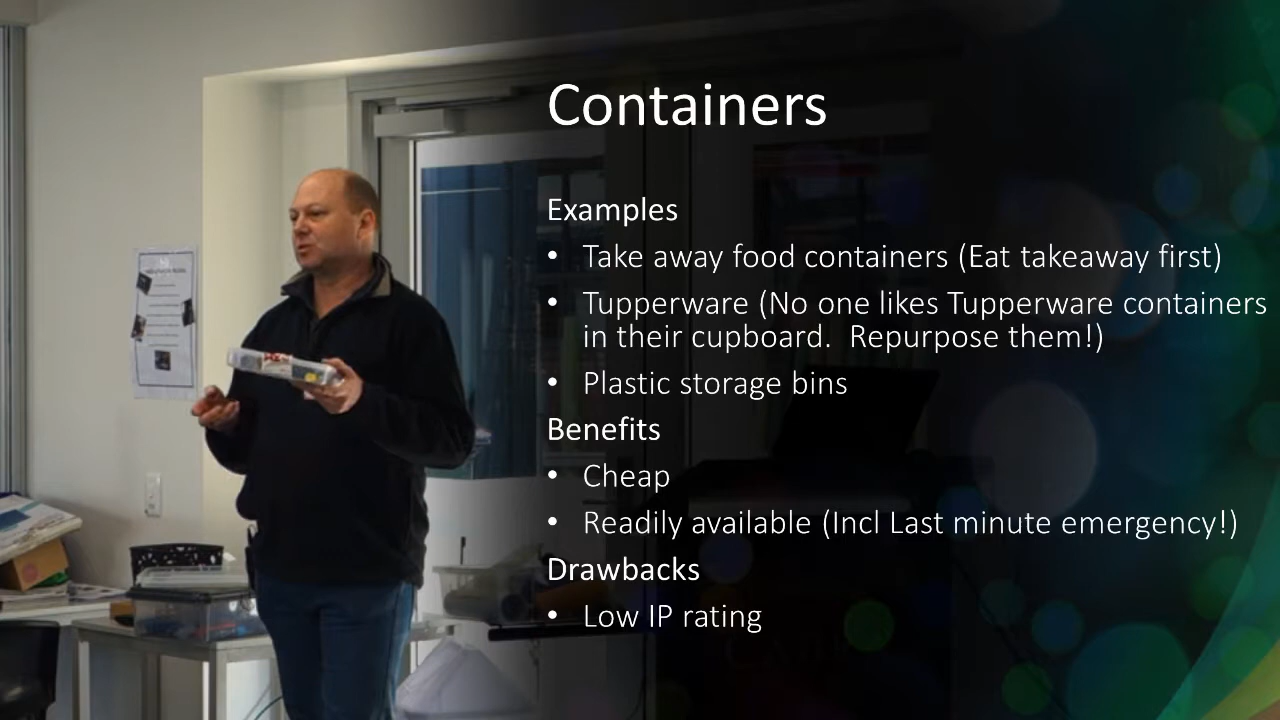 Containers
Examples
• Take away food containers (Eat takeaway first)
• Tupperware (No one likes Tupperware containers
in their cupboard.  Repurpose them!)
• Plastic storage bins
Benefits
• Cheap
• Readily available (Incl Last minute emergency!)
Drawbacks
• Low IP rating